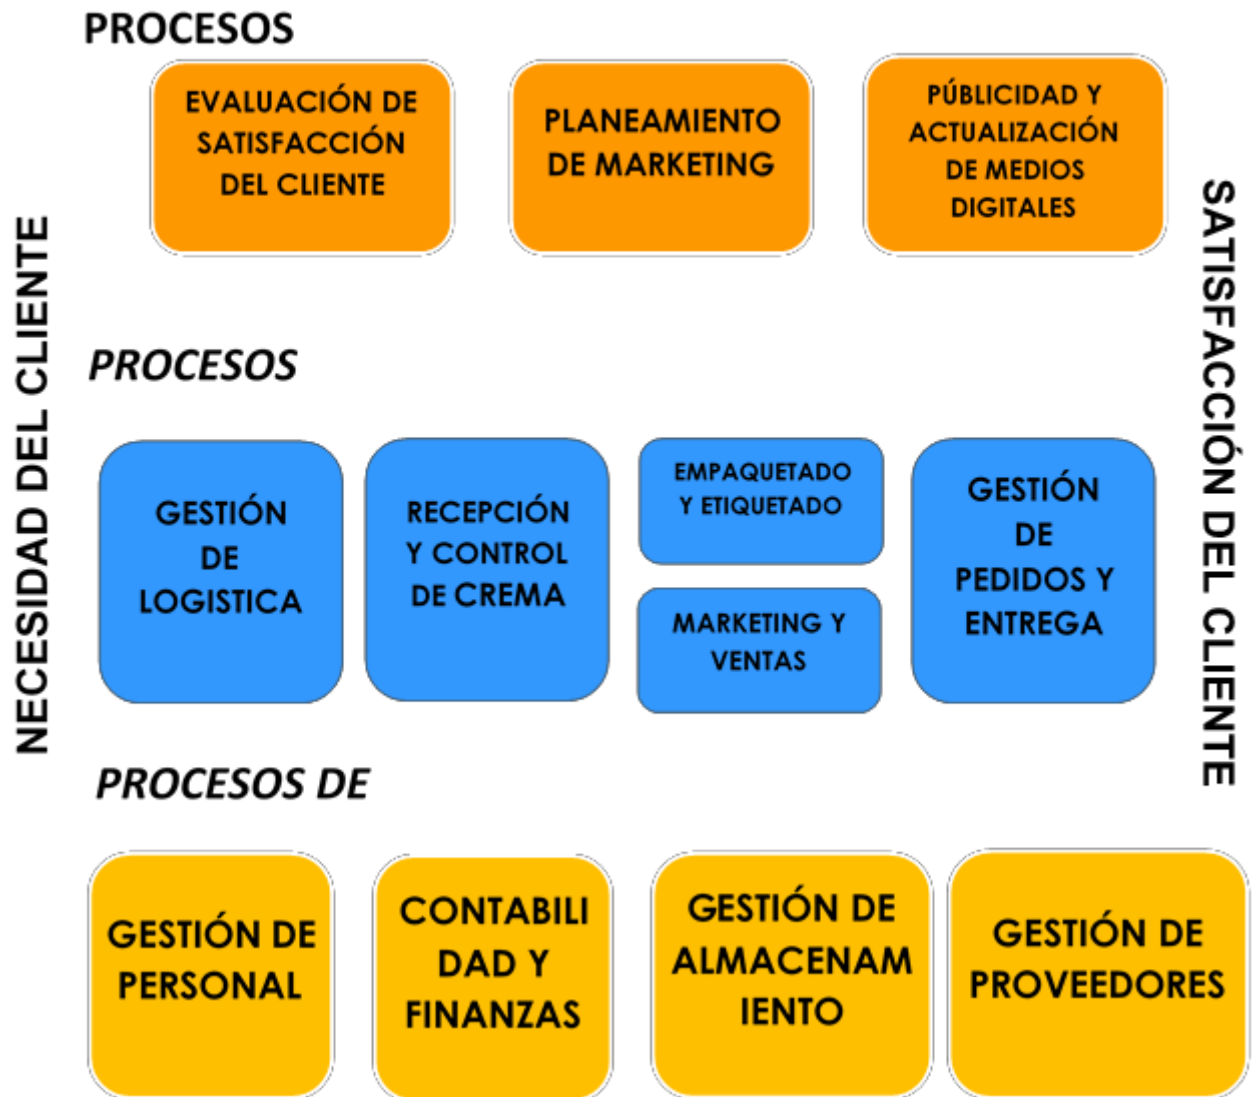 PROCESOS
EVALUACIÓN DE
SATISFACCIÓN
DEL CLIENTE
PLANEAMIENTO
DE MARKETING
PÚBLICIDAD Y
ACTUALIZACIÓN
DE MEDIOS
DIGITALES
NECESIDAD DEL CLIENTE
SATISFACCIÓN DEL CLIENTE
PROCESOS
GESTIÓN
DE
LOGISTICA
RECEPCIÓN
Y CONTROL
DE CREMA
EMPAQUETADO
Y ETIQUETADO
MARKETING Y
VENTAS
GESTIÓN
DE
PEDIDOS Y
ENTREGA
PROCESOS DE
GESTIÓN DE
PERSONAL
CONTABILI
DAD Y
FINANZAS
GESTIÓN DE
ALMACENAM
IENTO
GESTIÓN DE
PROVEEDORES